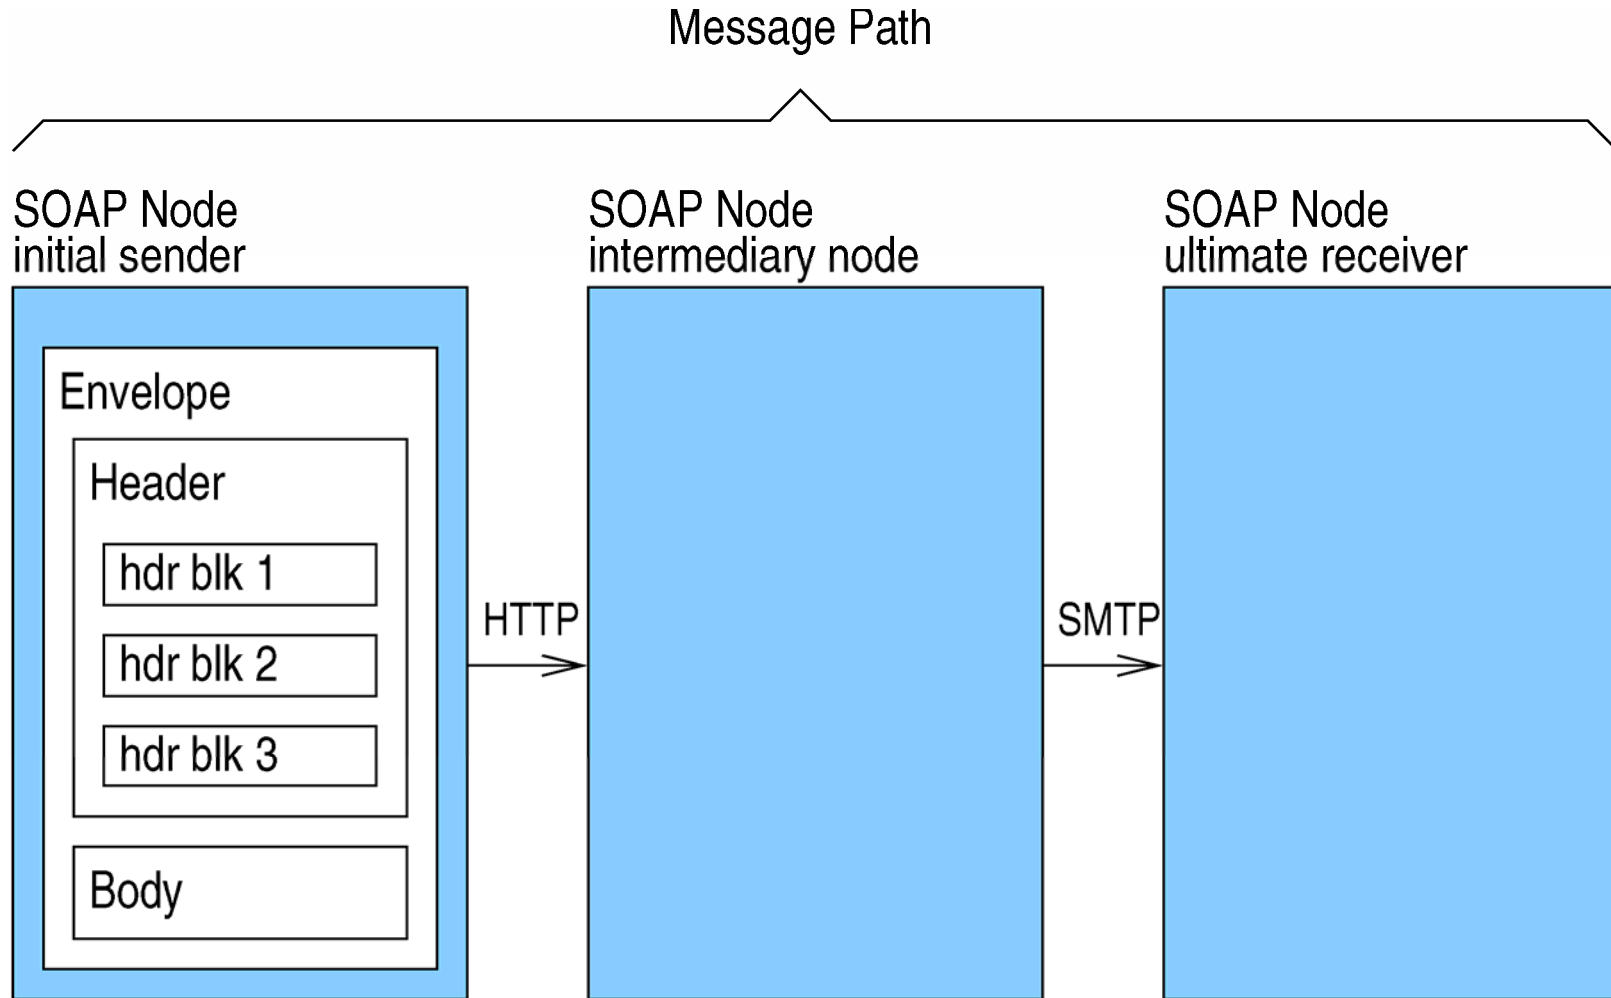 Message Path
SOAP Node
initial sender
SOAP Node
intermediary node
SOAP Node
ultimate receiver
Envelope
Header
hdr blk 1
hdr blk 2
hdr blk 3
Body
HTTP
SMTP